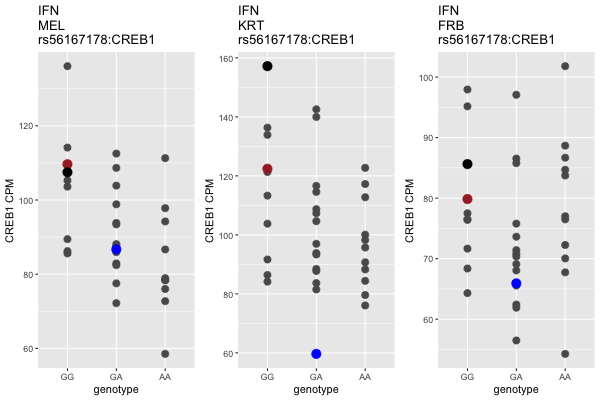 IFN
MEL
rs56167178:CREB1
IFN
KRT
rs56167178:CREB1
IFN
FRB
rs56167178:CREB1
CREB1 CPM
120
100
80
60
GG GA AA
genotype
CREB1 CPM
160
140
120
100
80
60
GG GA AA
genotype
CREB1 CPM
100
90
80
70
60
GG GA AA
genotype